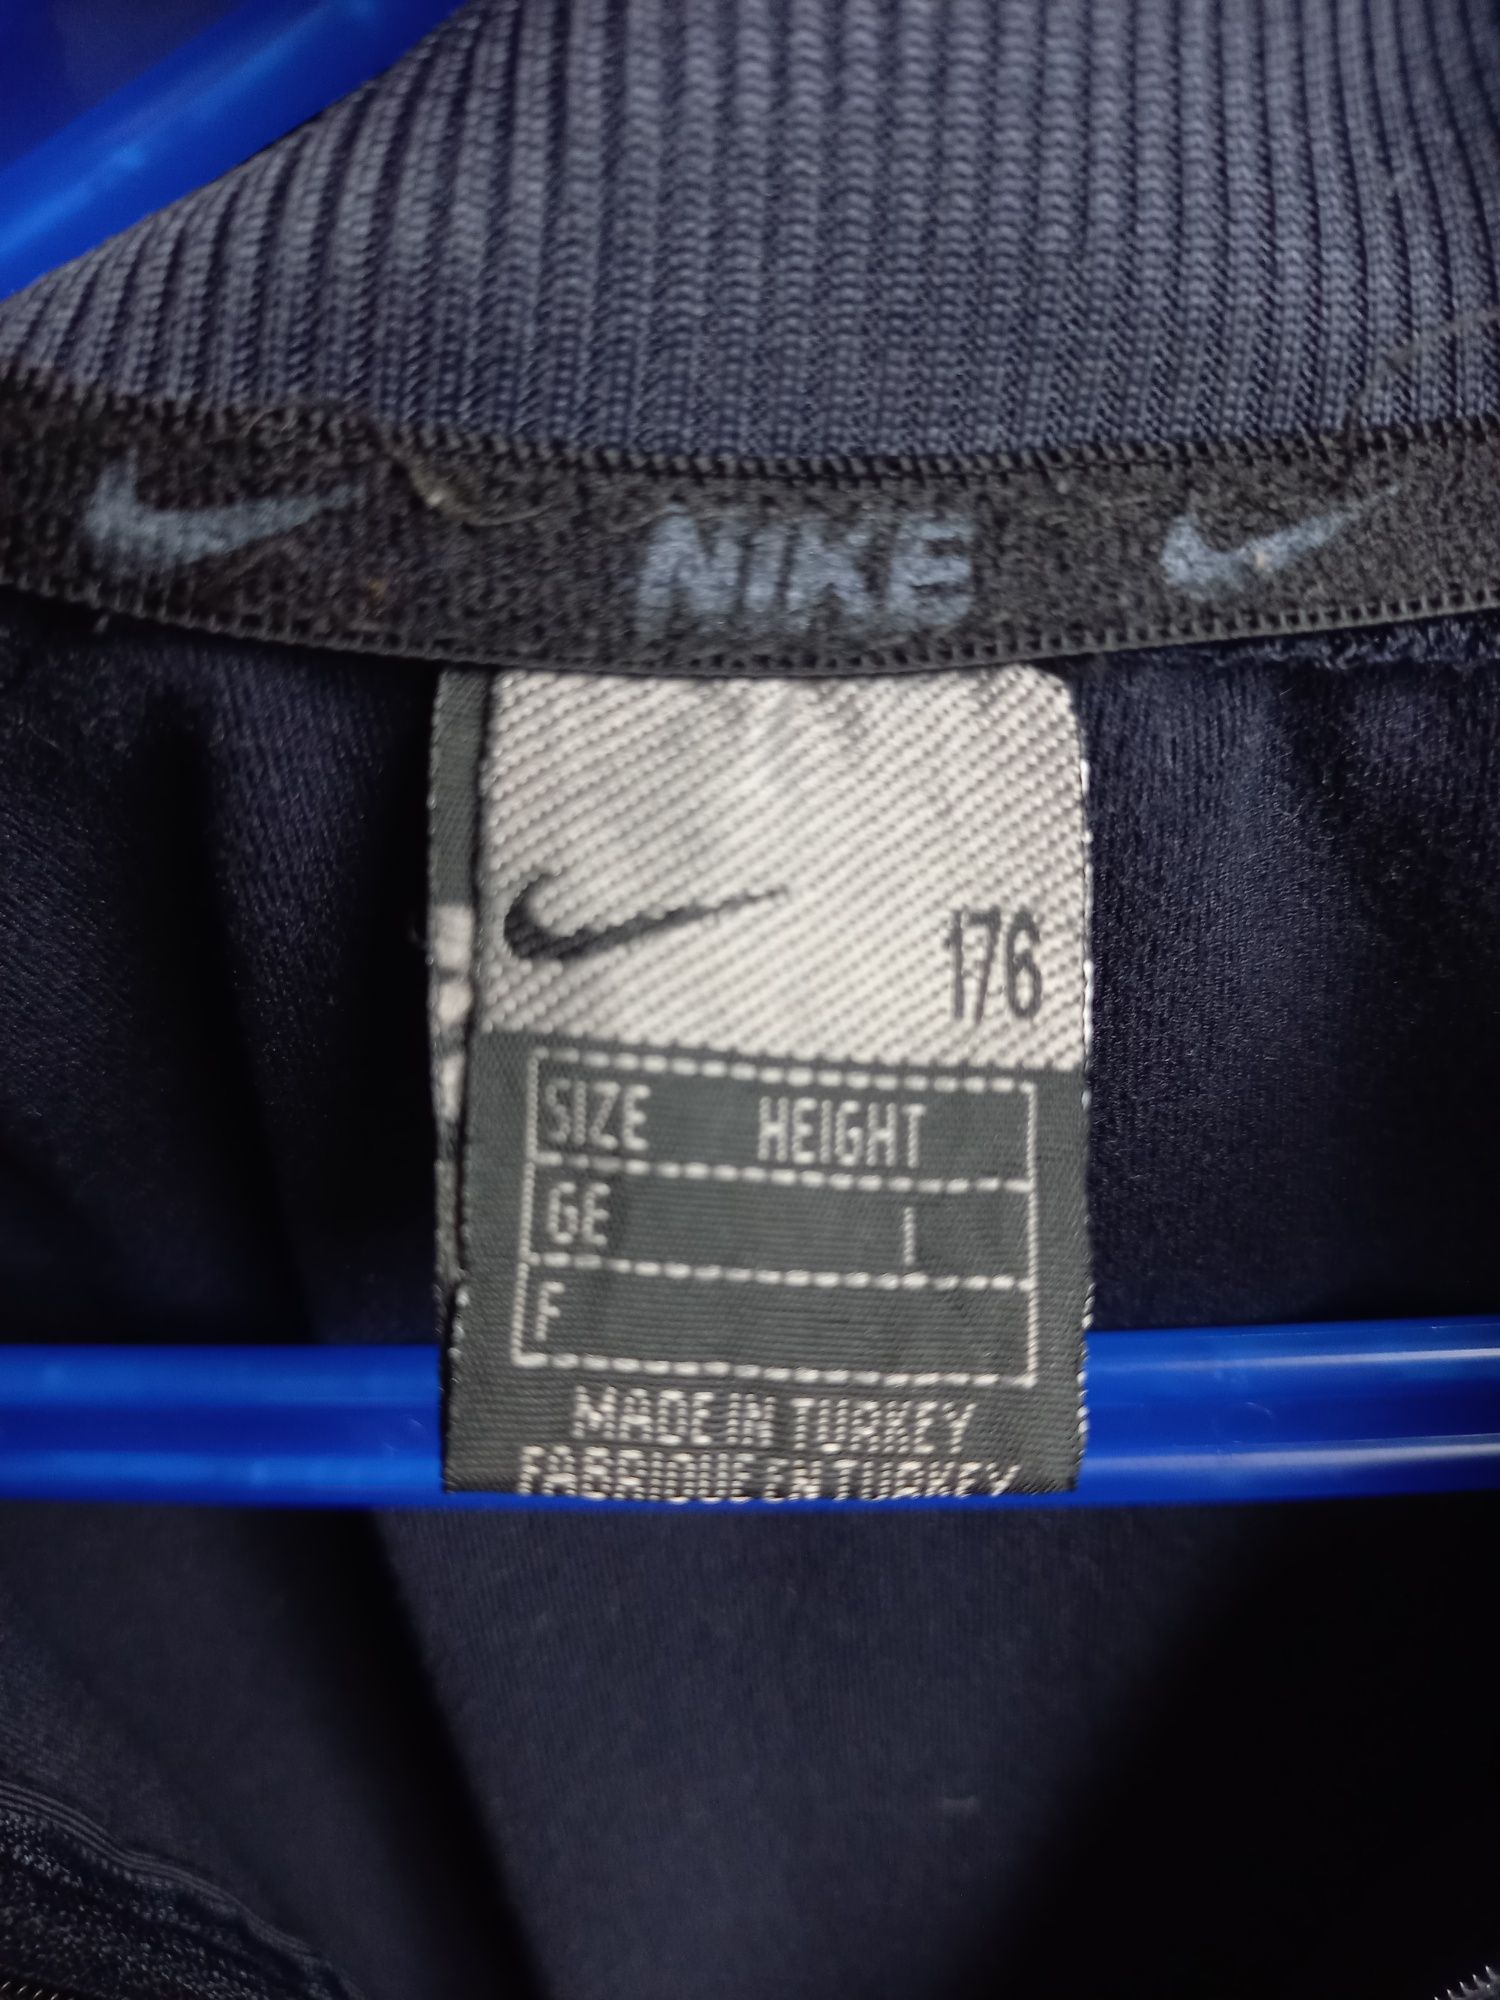 NIKE
176
SIZE HEIGHT
GE
F
MADE IN TURKEY
FABRIQUE EN TURKEY